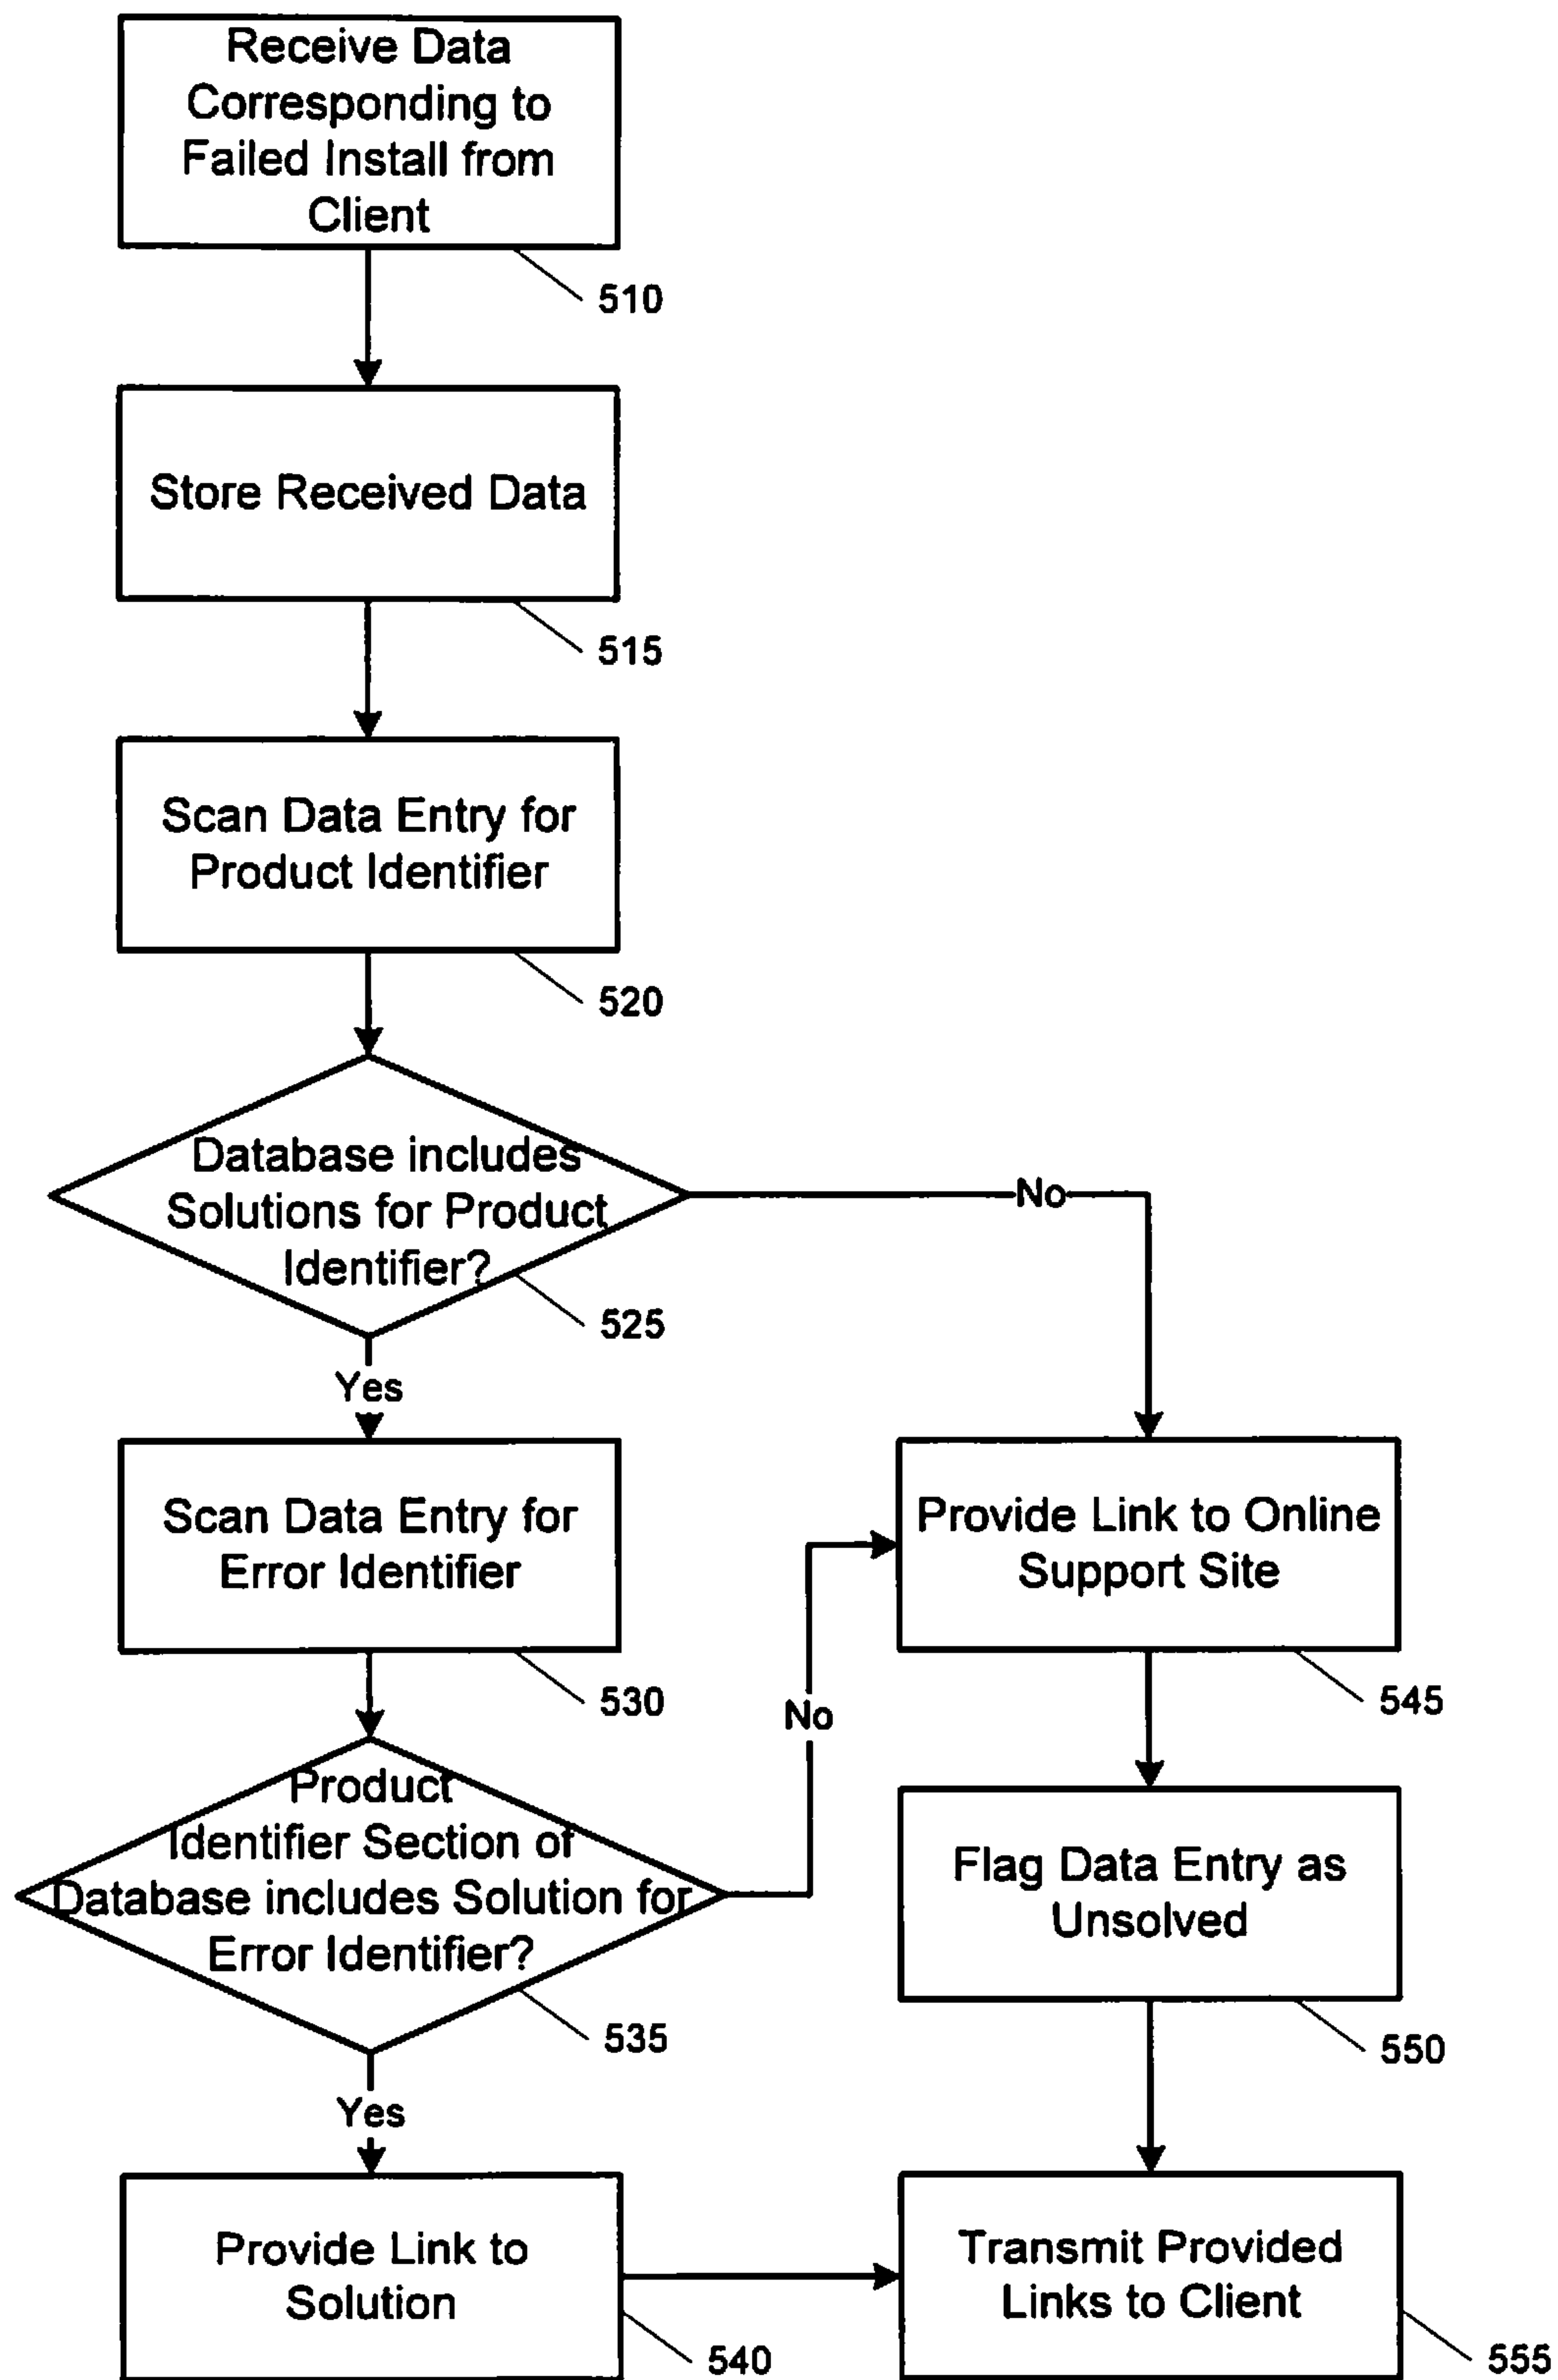 Receive Data
Corresponding to
Failed Install from
Client
510
Store Received Data
515
Scan Data Entry for
Product Identifier
520
Database includes
Solutions for Product
Identifier?
525
No
Yes
Scan Data Entry for
Error Identifier
530
Provide Link to Online
Support Site
545
No
Product
Identifier Section of
Database includes Solution for
Error Identifier?
535
Flag Data Entry as
Unsolved
550
Yes
Provide Link to
Solution
540
Transmit Provided
Links to Client
555